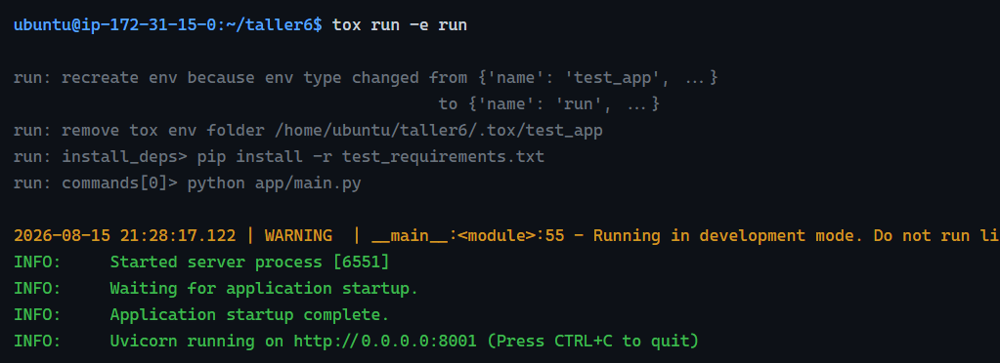 ubuntu@ip-172-31-15-0:~/taller6$ tox run -e run
run: recreate env because env type changed from {'name': 'test_app', ...}
to {'name': 'run', ...}
run: remove tox env folder /home/ubuntu/taller6/.tox/test_app
run: install_deps> pip install -r test_requirements.txt
run: commands[0]> python app/main.py
2026-08-15 21:28:17.122 | WARNING  | __main__:<module>:55 - Running in development mode. Do not run li
INFO:     Started server process [6551]
INFO:     Waiting for application startup.
INFO:     Application startup complete.
INFO:     Uvicorn running on http://0.0.0.0:8001 (Press CTRL+C to quit)